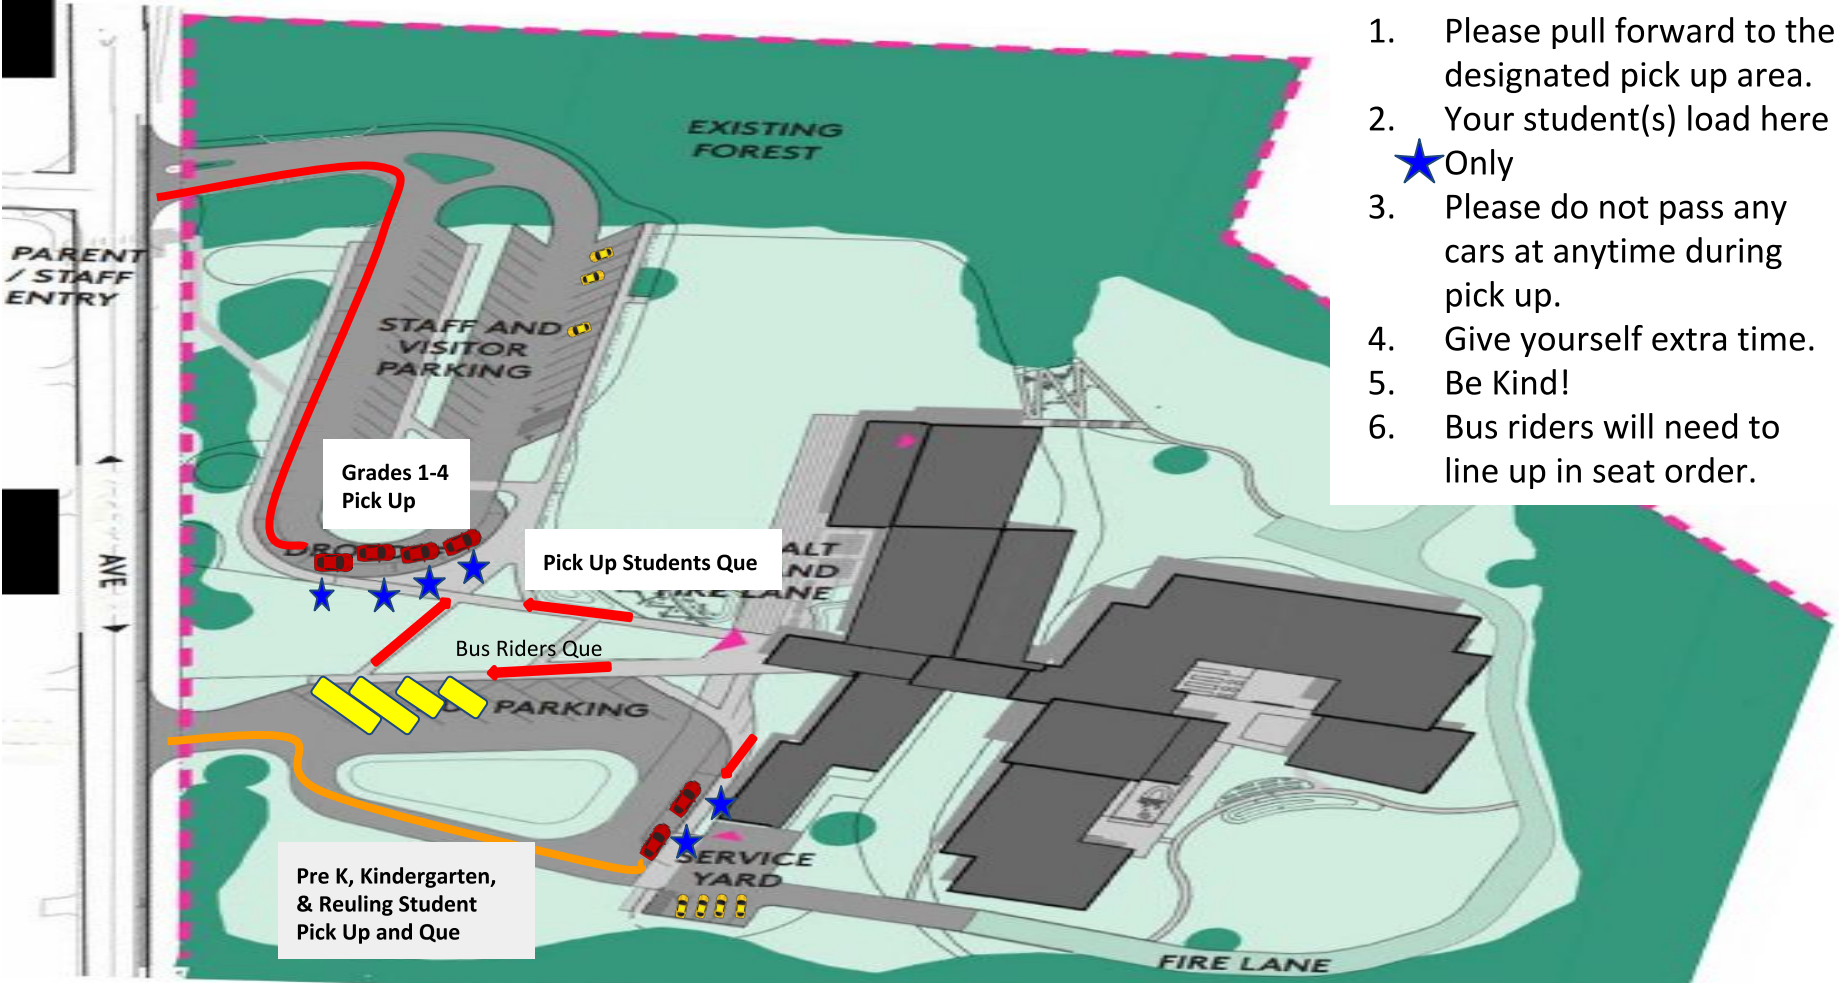 1. Please pull forward to the
designated pick up area.
2. Your student(s) load here
Only
3. Please do not pass any
cars at anytime during
pick up.
4. Give yourself extra time.
5. Be Kind!
6. Bus riders will need to
line up in seat order.
EXISTING
FOREST
PARENT
/ STAFF
ENTRY
STAFF AND
VISITOR
PARKING
Grades 1-4
Pick Up
AVE
Pick Up Students Que
ALT
ND
FIRE LANE
Bus Riders Que
PARKING
SERVICE
YARD
Pre K, Kindergarten,
& Reuling Student
Pick Up and Que
FIRE LANE